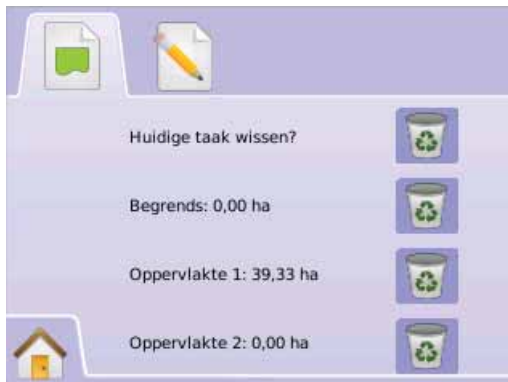 Huidige taak wissen?
Begrends: 0,00 ha
Oppervlakte 1: 39,33 ha
Oppervlakte 2: 0,00 ha